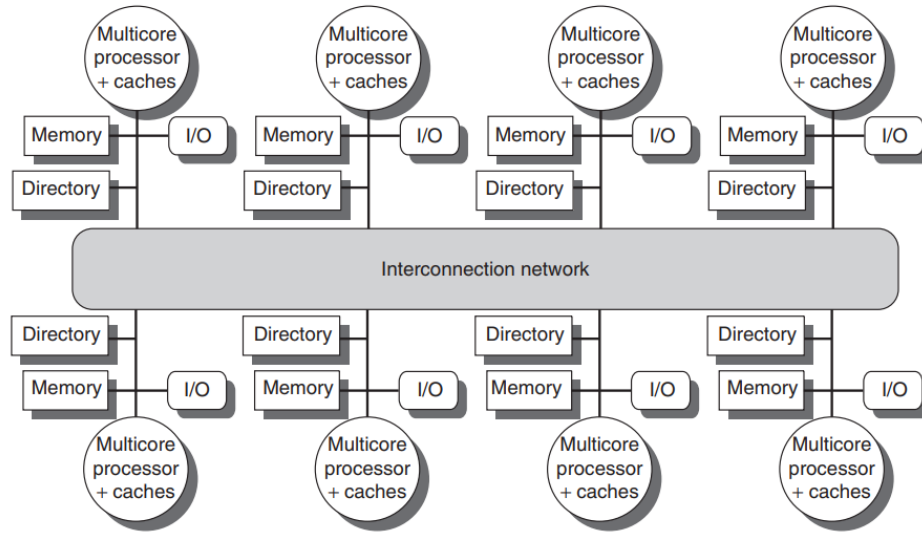 Multicore
processor
+ caches
Multicore
processor
+ caches
Multicore
processor
+ caches
Multicore
processor
+ caches
Memory
I/O
Memory
I/O
Memory
I/O
Memory
I/O
Directory
Directory
Directory
Directory
Interconnection network
Directory
Directory
Directory
Directory
Memory
I/O
Memory
I/O
Memory
I/O
Memory
I/O
Multicore
processor
+ caches
Multicore
processor
+ caches
Multicore
processor
+ caches
Multicore
processor
+ caches